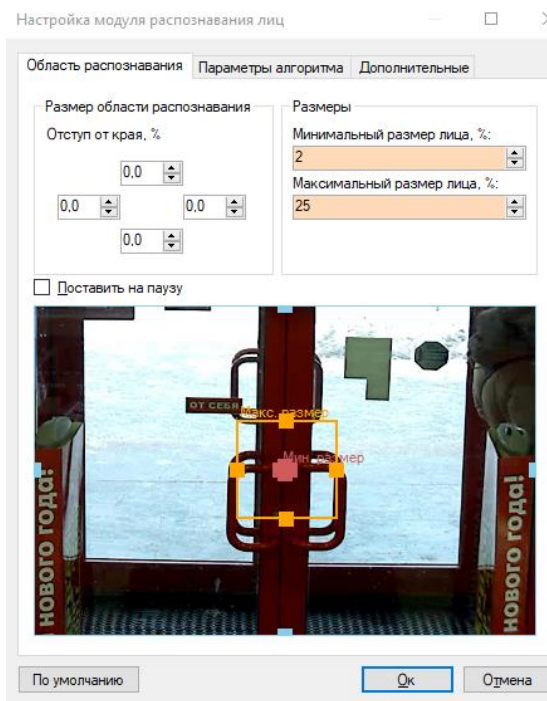 Настройка модуля распознавания лиц
Область распознавания Параметры алгоритма Дополнительные
Размер области распознавания
Отступ от края, %
0,0
0,0 0,0
0,0
Размеры
Минимальный размер лица, %:
2
Максимальный размер лица, %:
25
Поставить на паузу
ОТ СЕБЯ
Макс. размер
Мин. размер
НОВОГО ГОДА!
НОВОГО ГОДА!
По умолчанию Ок Отмена